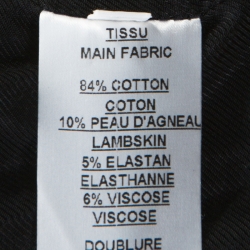 TISSU
MAIN FABRIC
84% COTTON
COTON
10% PEAU D'AGNEAU
LAMBSKIN
5% ELASTAN
ELASTHANNE
6% VISCOSE
VISCOSE
DOUBLURE